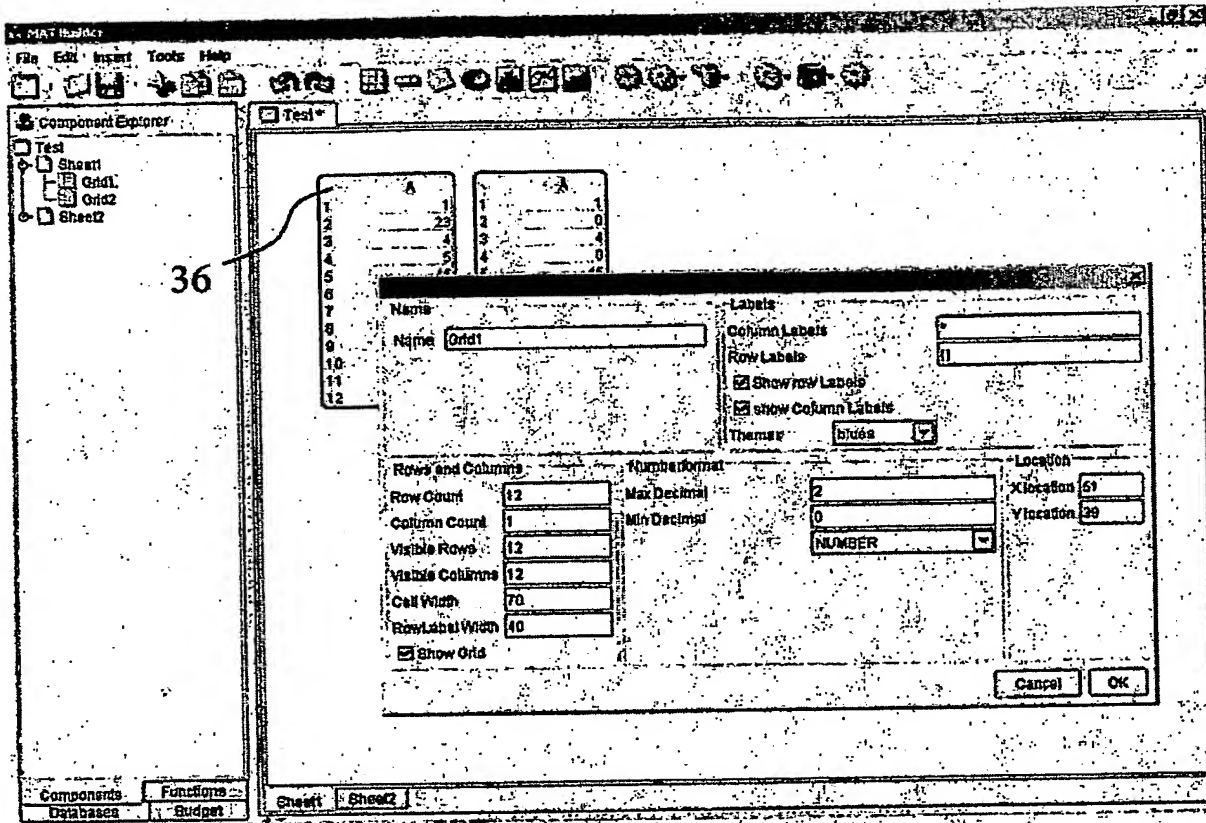 MAT Builder
File Edit Insert Tools Help
Component Explorer
Test*
Test
Sheet1
Grid1
Grid2
Sheet2
36
A
1 1
2 23
3 4
4 5
5
6
7
8
9
10
11
12
A
1 1
2 0
3 4
4 0
Name
Name Grid1
Labels
Column Labels *
Row Labels []
Show row Labels
show Column Labels
Themes blues
Rows and Columns
Row Count 12
Column Count 1
Visible Rows 12
Visible Columns 12
Cell Width 70
RowLabel Width 40
Show Grid
Numberformat
Max Decimal 2
Min Decimal 0
NUMBER
Location
X location 61
Y location 39
Cancel OK
Components Functions
Databases Budget
Sheet1 Sheet2